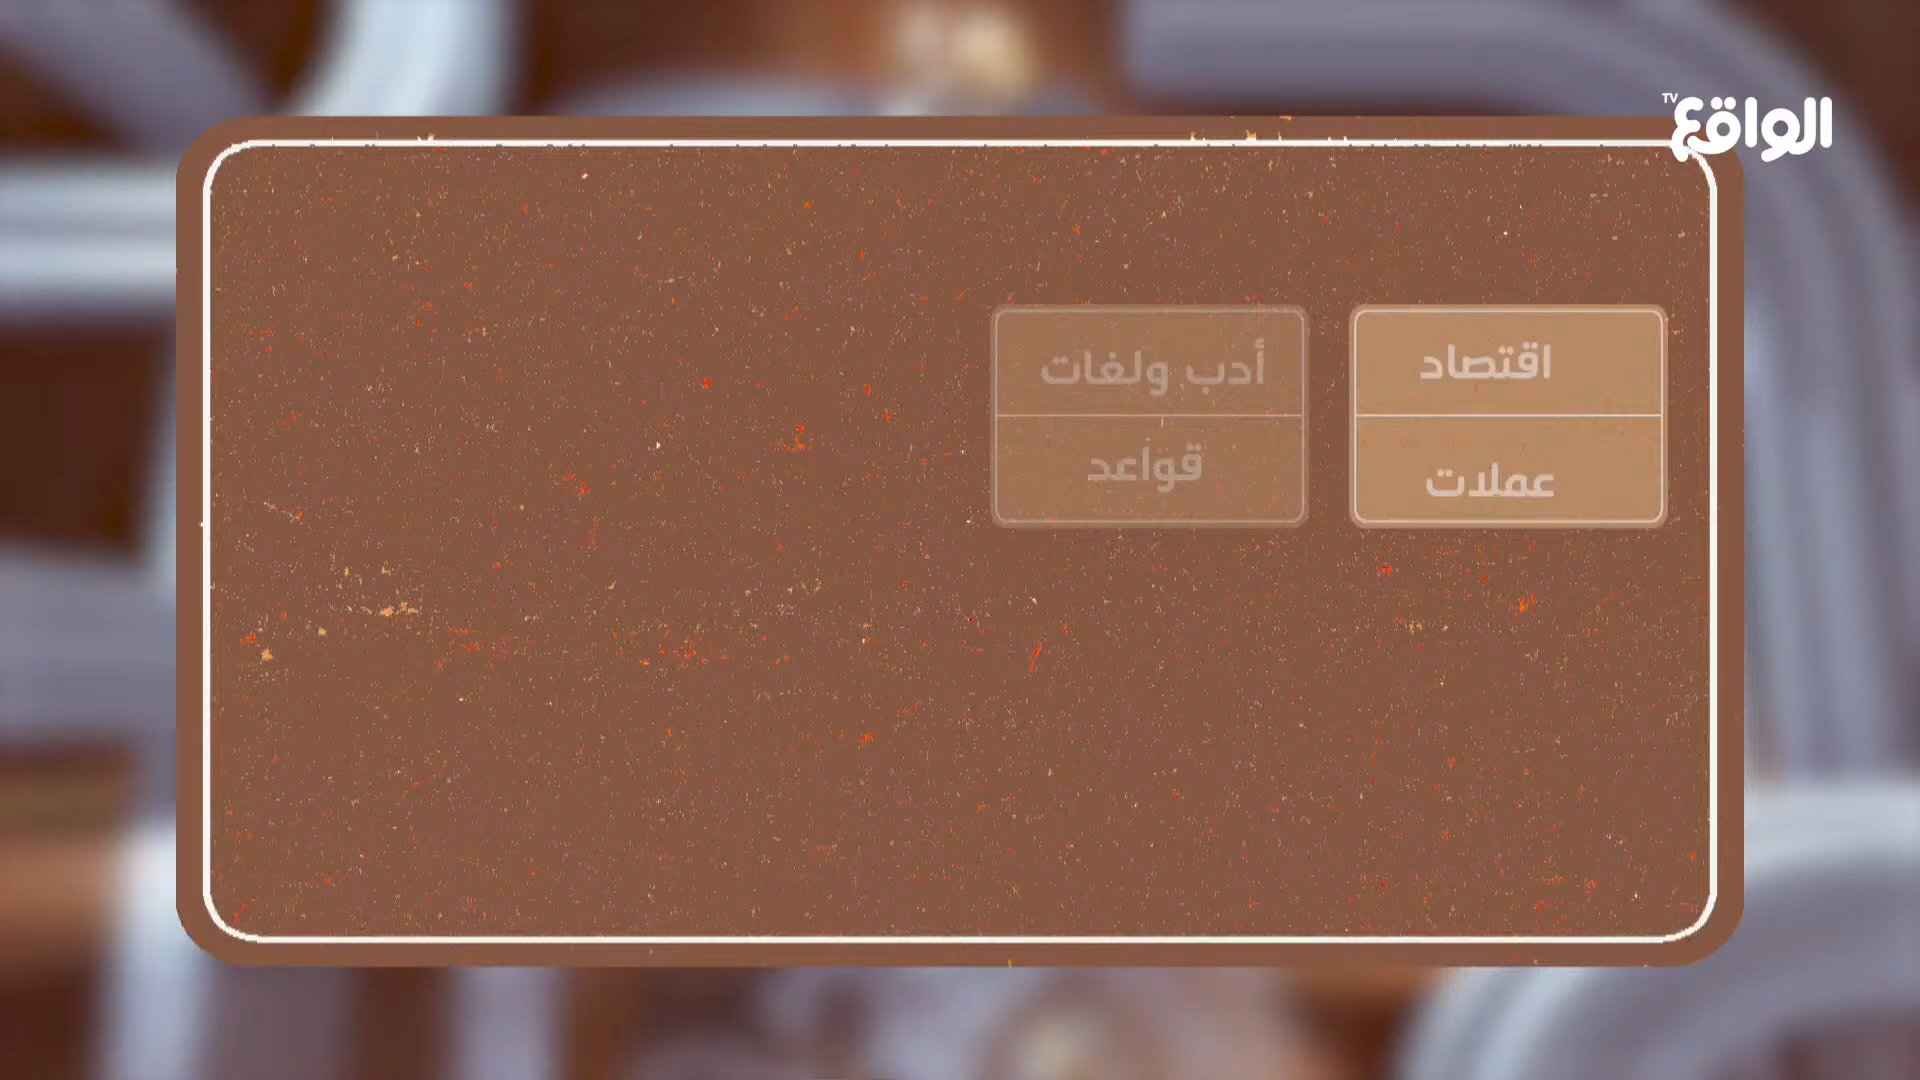 TV الواقع
اقتصاد
عملات
أدب ولغات
قواعد